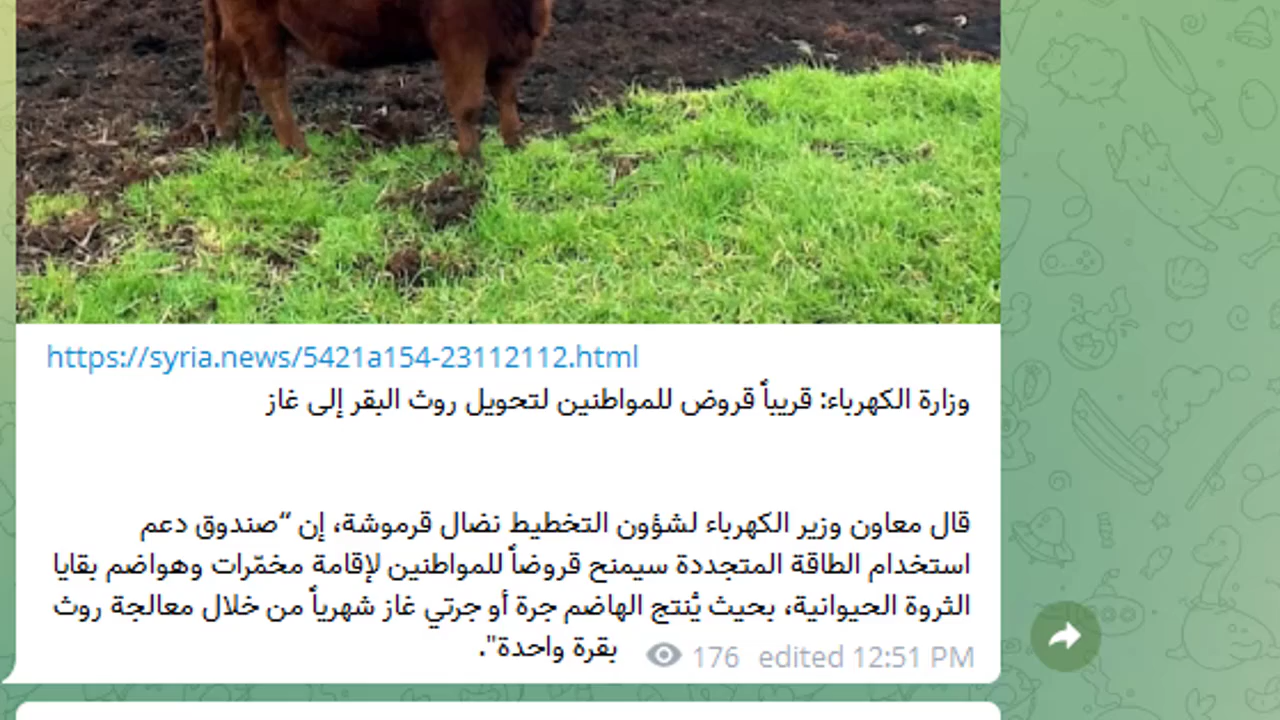 https://syria.news/5421a154-23112112.html
وزارة الكهرباء: قريباً قروض للمواطنين لتحويل روث البقر إلى غاز
قال معاون وزير الكهرباء لشؤون التخطيط نضال قرموشة، إن “صندوق دعم
استخدام الطاقة المتجددة سيمنح قروضاً للمواطنين لإقامة مخمّرات وهواضم بقايا
الثروة الحيوانية، بحيث يُنتج الهاضم جرة أو جرتي غاز شهرياً من خلال معالجة روث
بقرة واحدة".
176 edited 12:51 PM